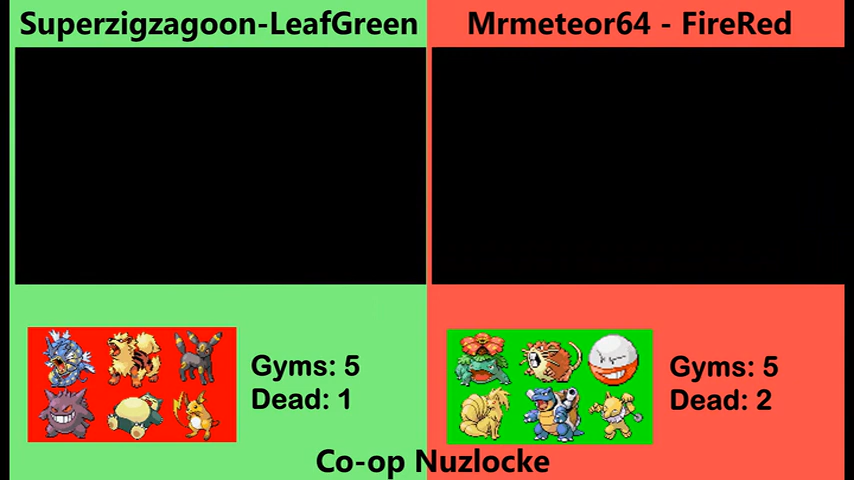 Superzigzagoon-LeafGreen
Mrmeteor64 - FireRed
Gyms: 5
Dead: 1
Gyms: 5
Dead: 2
Co-op Nuzlocke